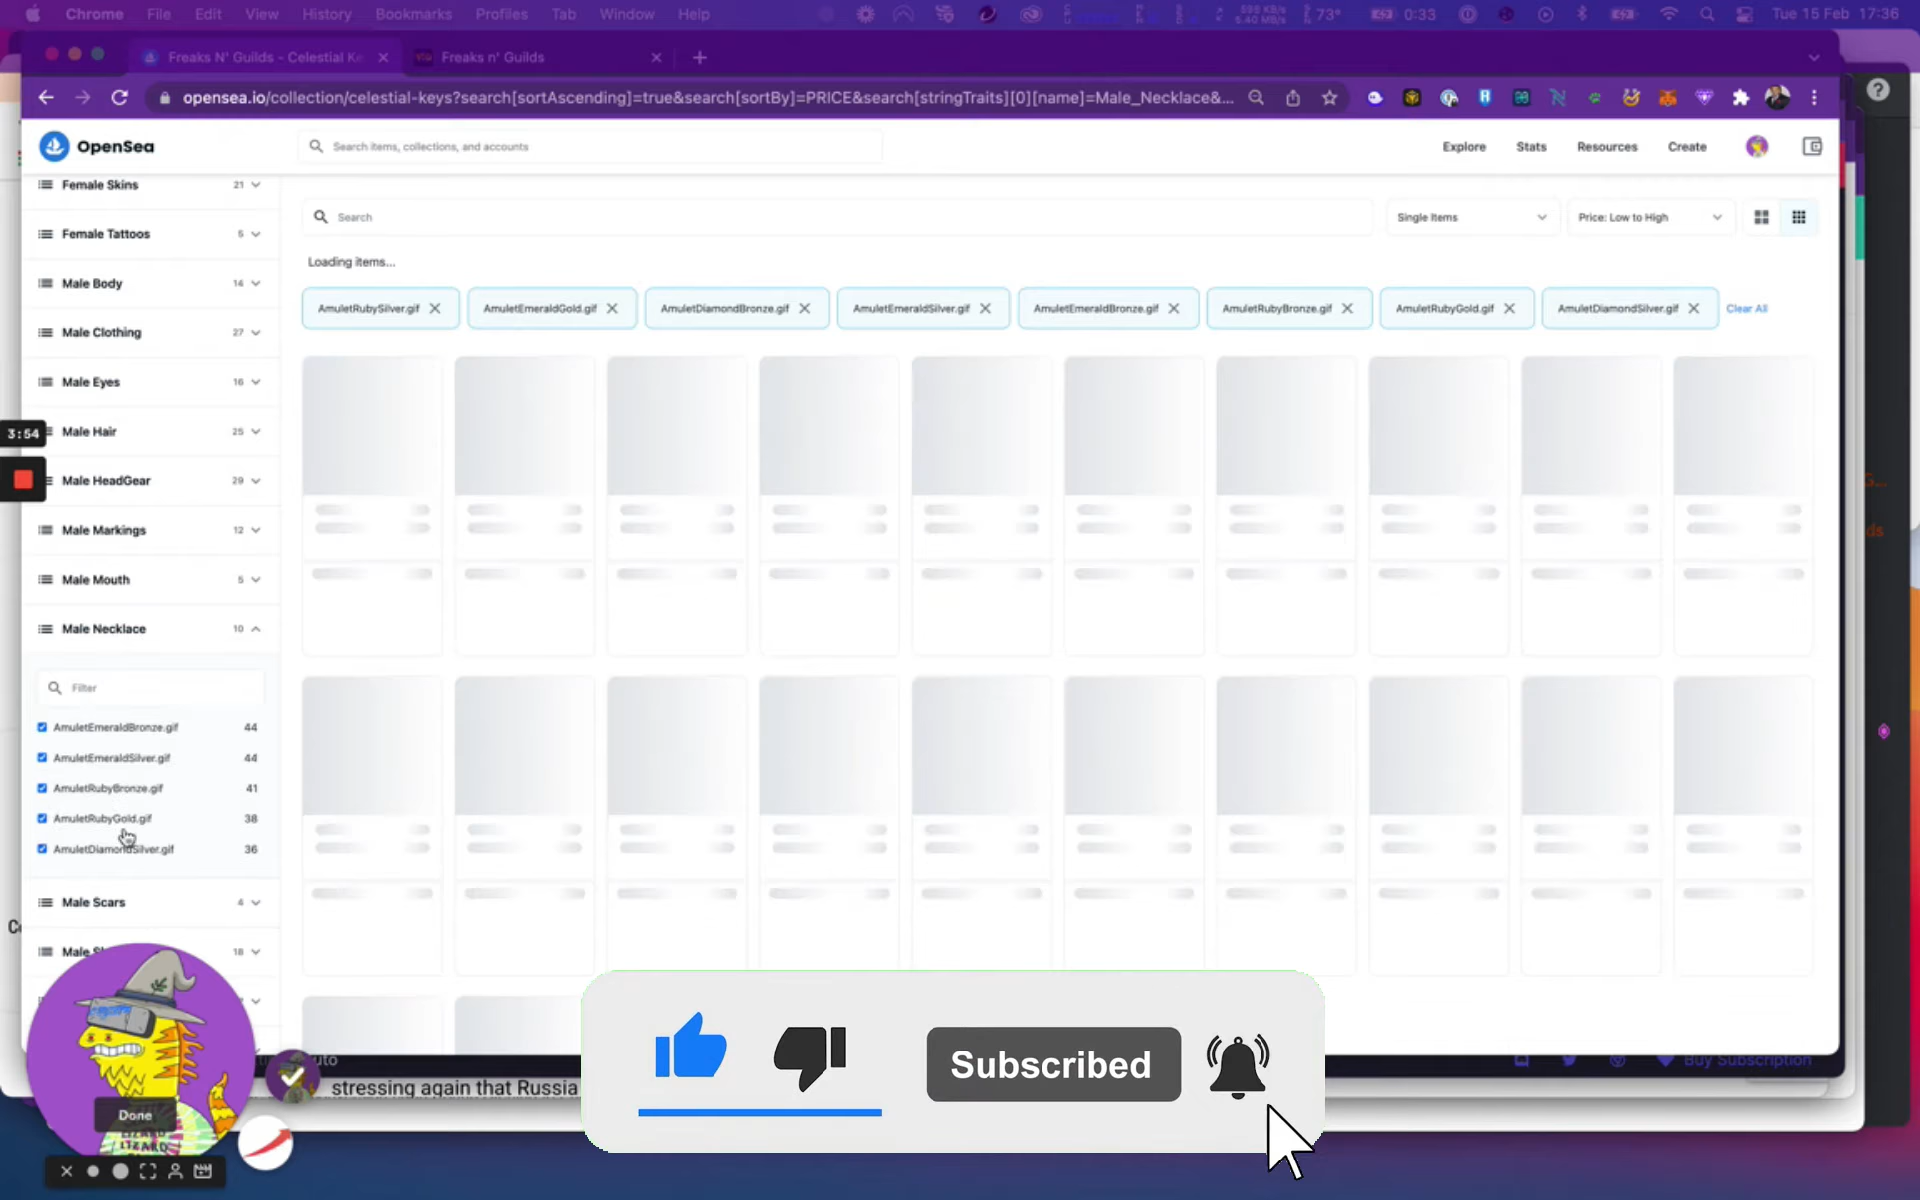 Chrome File Edit View History Bookmarks Profiles Tab Window Help 73° 0:33 Tue 15 Feb 17:36
Freaks N' Guilds - Celestial Ke
Freaks n' Guilds
opensea.io/collection/celestial-keys?search[sortAscending]=true&search[sortBy]=PRICE&search[stringTraits][0][name]=Male_Necklace&...
OpenSea
Search items, collections, and accounts
Explore Stats Resources Create
Female Skins 21
Female Tattoos 5
Male Body 14
Male Clothing 27
Male Eyes 16
Male Hair 25
Male HeadGear 29
Male Markings 12
Male Mouth 5
Male Necklace 10
Filter
AmuletEmeraldBronze.gif 44
AmuletEmeraldSilver.gif 44
AmuletRubyBronze.gif 41
AmuletRubyGold.gif 38
AmuletDiamondSilver.gif 36
Male Scars 4
Male 18
Search
Single Items
Price: Low to High
Loading items...
AmuletRubySilver.gif
AmuletEmeraldGold.gif
AmuletDiamondBronze.gif
AmuletEmeraldSilver.gif
AmuletEmeraldBronze.gif
AmuletRubyBronze.gif
AmuletRubyGold.gif
AmuletDiamondSilver.gif
Clear All
3:54
Subscribed
stressing again that Russia
Buy Subscription
Done
LIZARD